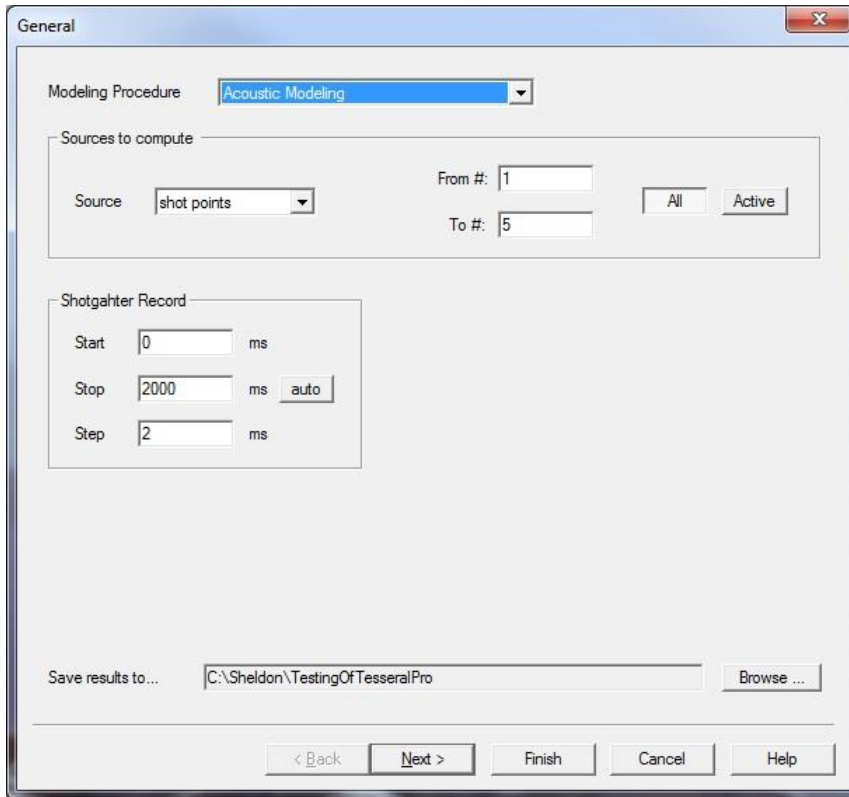 General
Modeling Procedure Acoustic Modeling
Sources to compute
Source shot points
From #: 1
To #: 5
All Active
Shotgahter Record
Start 0 ms
Stop 2000 ms auto
Step 2 ms
Save results to... C:\Sheldon\TestingOfTesseralPro Browse ...
< Back Next > Finish Cancel Help